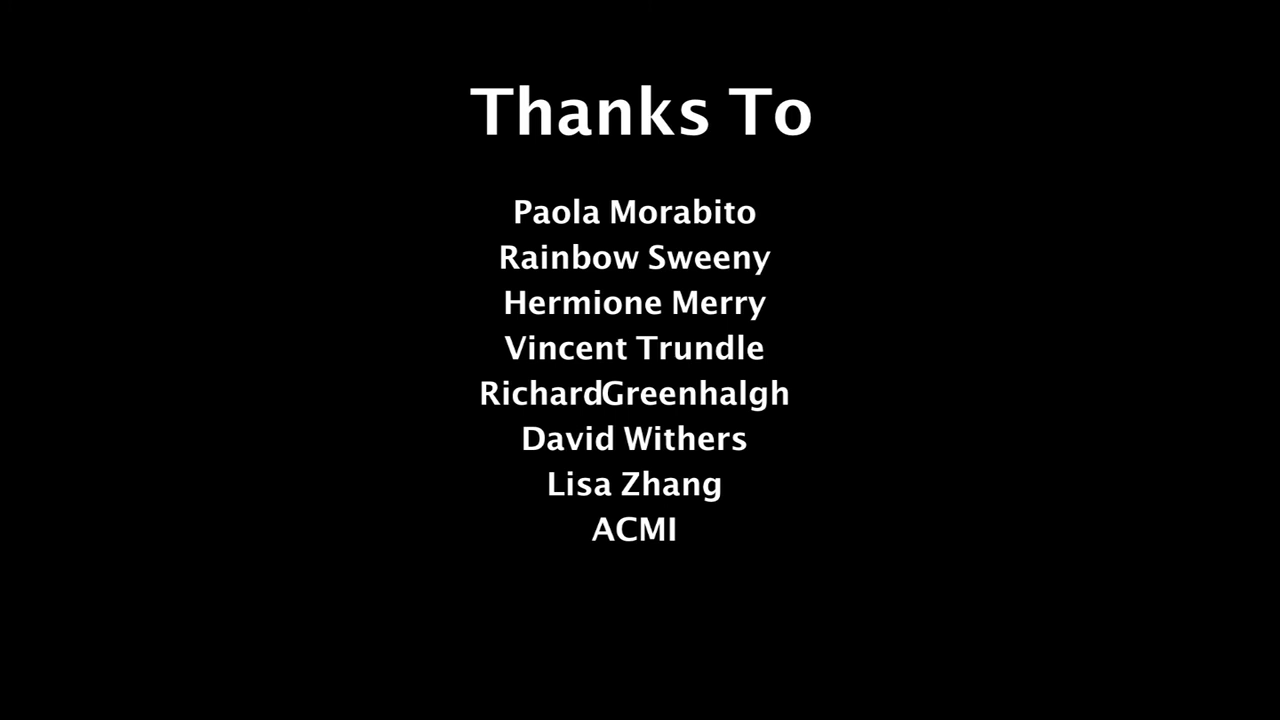 Thanks To
Paola Morabito
Rainbow Sweeny
Hermione Merry
Vincent Trundle
RichardGreenhalgh
David Withers
Lisa Zhang
ACMI